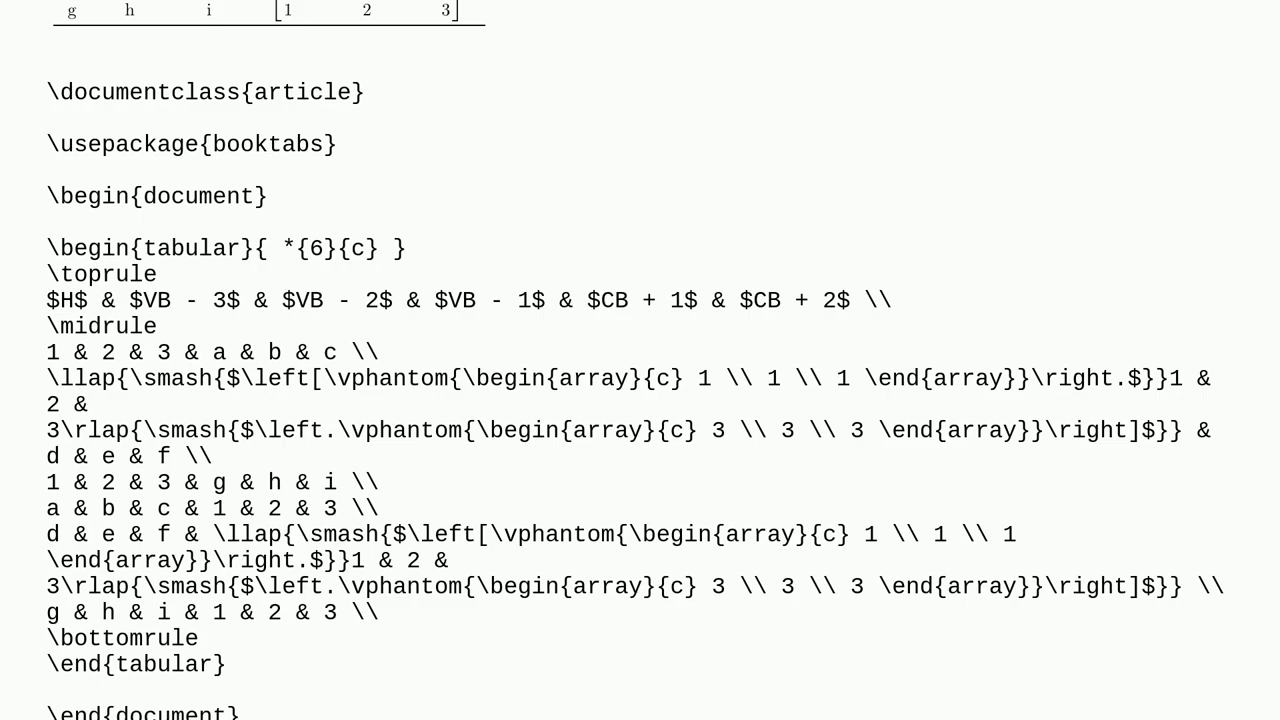 g h i [1 2 3]
\documentclass{article}
\usepackage{booktabs}
\begin{document}
\begin{tabular}{ *{6}{c} }
\toprule
$H$ & $VB - 3$ & $VB - 2$ & $VB - 1$ & $CB + 1$ & $CB + 2$ \\
\midrule
1 & 2 & 3 & a & b & c \\
\llap{\smash{$\left[\vphantom{\begin{array}{c} 1 \\ 1 \\ 1 \end{array}}\right.$}}1 &
2 &
3\rlap{\smash{$\left.\vphantom{\begin{array}{c} 3 \\ 3 \\ 3 \end{array}}\right]$}} &
d & e & f \\
1 & 2 & 3 & g & h & i \\
a & b & c & 1 & 2 & 3 \\
d & e & f & \llap{\smash{$\left[\vphantom{\begin{array}{c} 1 \\ 1 \\ 1
\end{array}}\right.$}}1 & 2 &
3\rlap{\smash{$\left.\vphantom{\begin{array}{c} 3 \\ 3 \\ 3 \end{array}}\right]$}} \\
g & h & i & 1 & 2 & 3 \\
\bottomrule
\end{tabular}
\end{document}